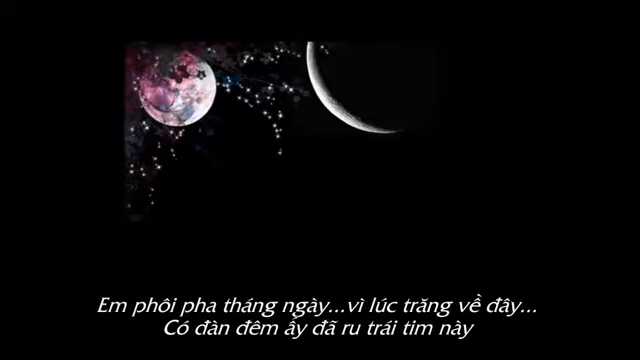 Em phôi pha tháng ngày...vì lúc trăng về đây...
Có đàn đêm ấy đã ru trái tim này